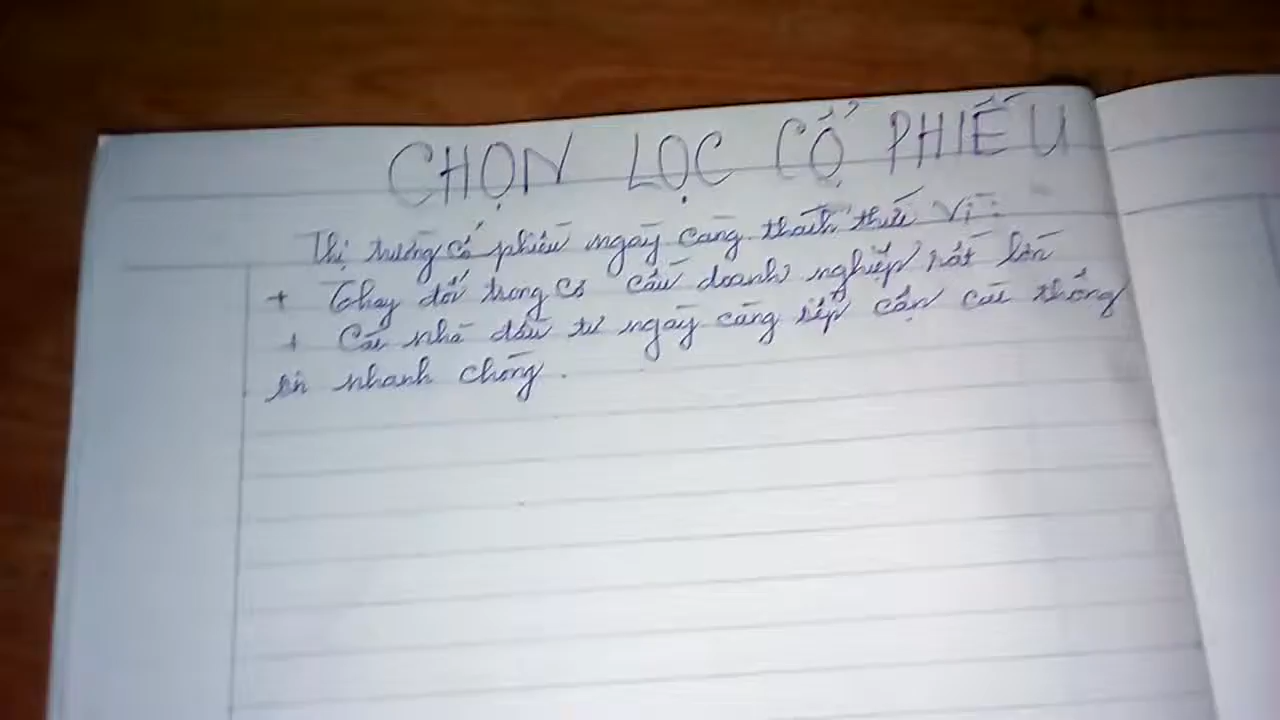 CHỌN LỌC CỔ PHIẾU
Thị trường cổ phiếu ngày càng thách thức vì:
+ Thay đổi trong cơ cấu doanh nghiệp rất lớn
+ Các nhà đầu tư ngày càng tiếp cận các thông
tin nhanh chóng.